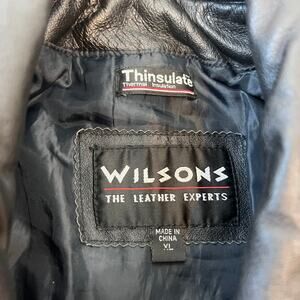 Thinsulate
Thermal Insulation
WILSONS
THE LEATHER EXPERTS
MADE IN
CHINA
XL